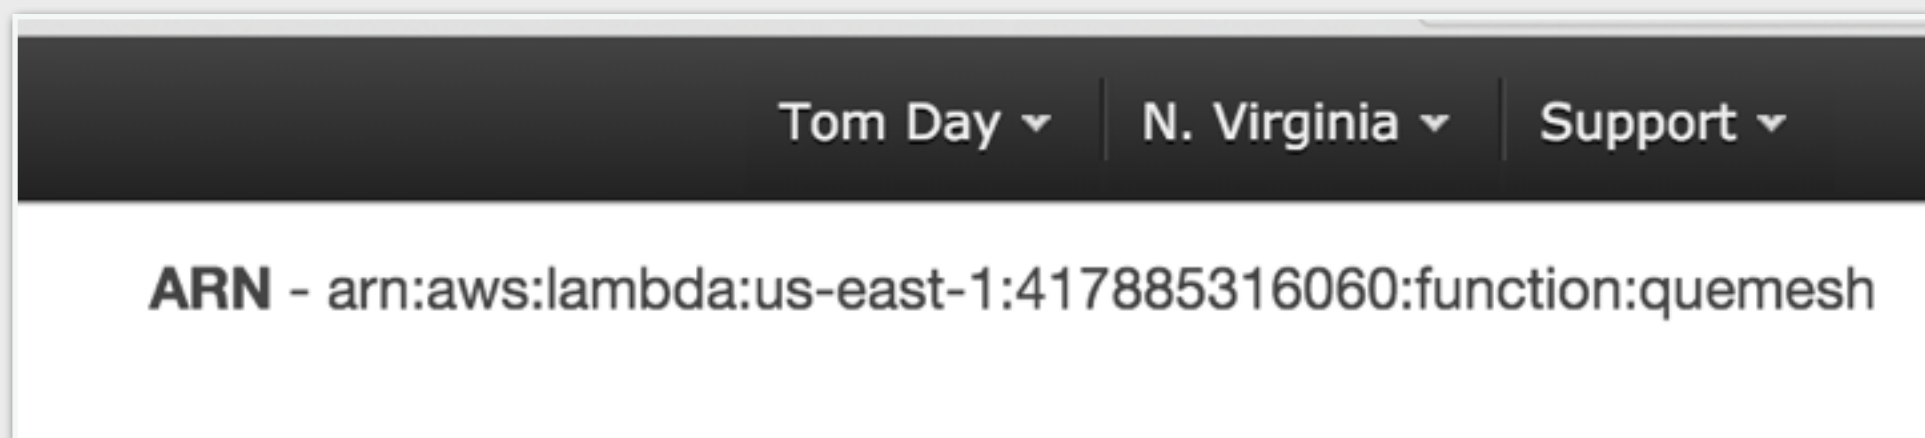 Tom Day N. Virginia Support
ARN - arn:aws:lambda:us-east-1:417885316060:function:quemesh